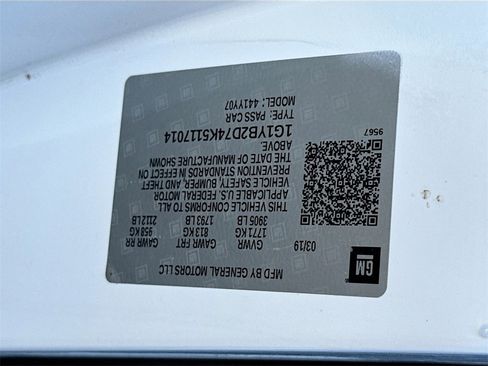 MFD BY GENERAL MOTORS LLC
GM
03/19 GVWR GAWR FRT GAWR RR
1771 KG 813 KG 958 KG
3905 LB 1793 LB 2112 LB
THIS VEHICLE CONFORMS TO ALL
APPLICABLE U.S. FEDERAL MOTOR
VEHICLE SAFETY, BUMPER, AND THEFT
PREVENTION STANDARDS IN EFFECT ON
THE DATE OF MANUFACTURE SHOWN
ABOVE.
1G1YB2D74K5117014
9567 TYPE: PASS CAR
MODEL: 441YY07